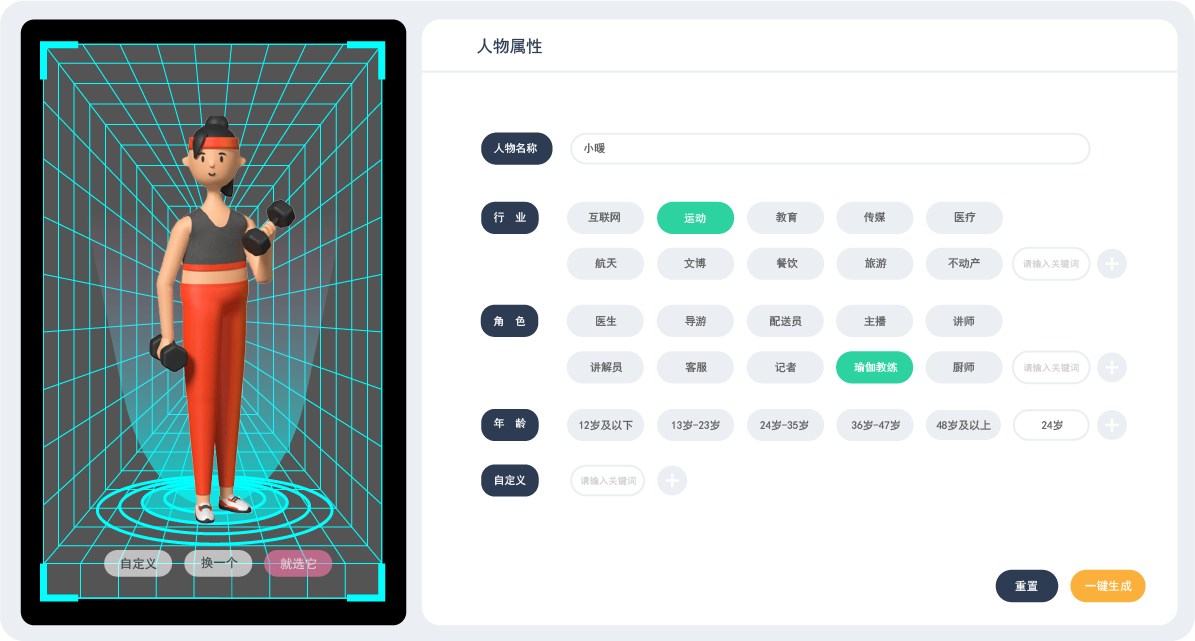 人物属性
人物名称 小暖
行 业 互联网 运动 教育 传媒 医疗
航天 文博 餐饮 旅游 不动产 请输入关键词
角 色 医生 导游 配送员 主播 讲师
讲解员 客服 记者 瑜伽教练 厨师 请输入关键词
年 龄 12岁及以下 13岁-23岁 24岁-35岁 36岁-47岁 48岁及以上 24岁
自定义 请输入关键词
自定义 换一个 就选它
重置 一键生成